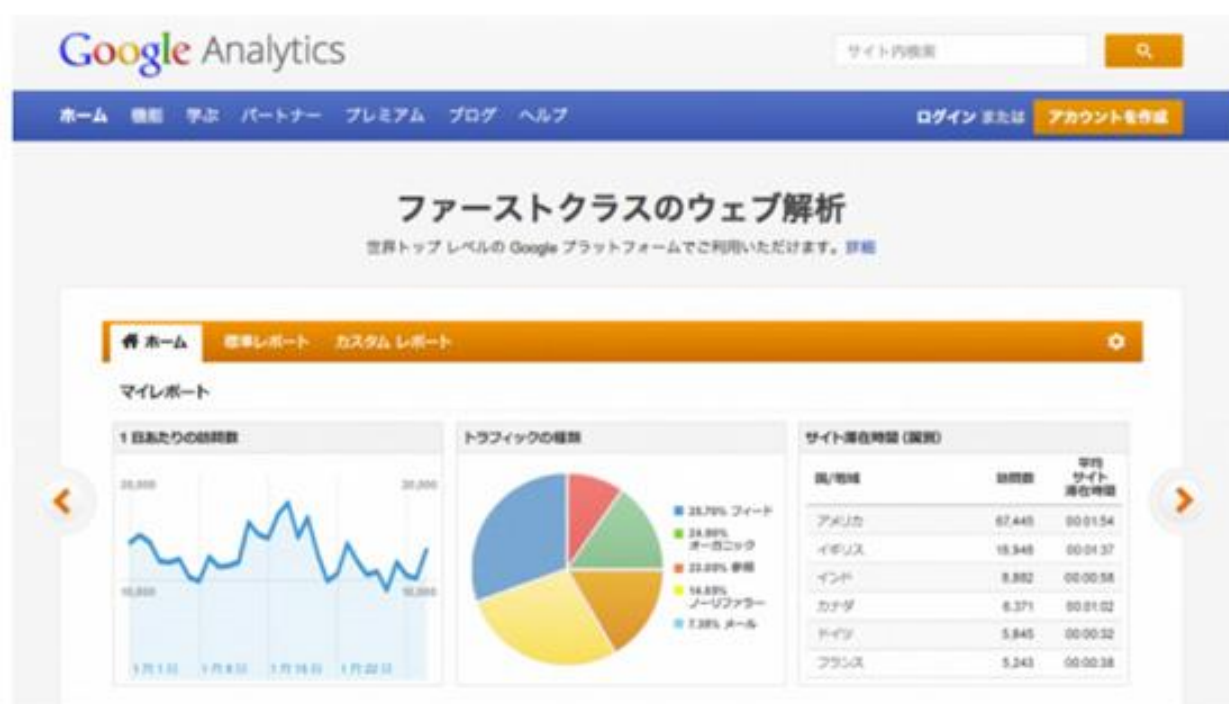 Google Analytics
サイト内検索
ホーム 機能 学ぶ パートナー プレミアム ブログ ヘルプ
ログイン または アカウントを作成
ファーストクラスのウェブ解析
世界トップ レベルの Google プラットフォームでご利用いただけます。詳細
ホーム 標準レポート カスタム レポート
マイレポート
1 日あたりの訪問数
20,000
10,000 10,000
1月1日 1月8日 1月15日 1月22日
トラフィックの種類
フィード
オーガニック
参照
ノーリファラー
メール
サイト滞在時間 (国別)
国/地域 訪問数 平均サイト滞在時間
アメリカ 67,445 00:01:54
イギリス 00:01:37
インド 00:00:58
カナダ 6,371 00:01:02
ドイツ 5,845 00:00:32
フランス 5,243 00:00:38